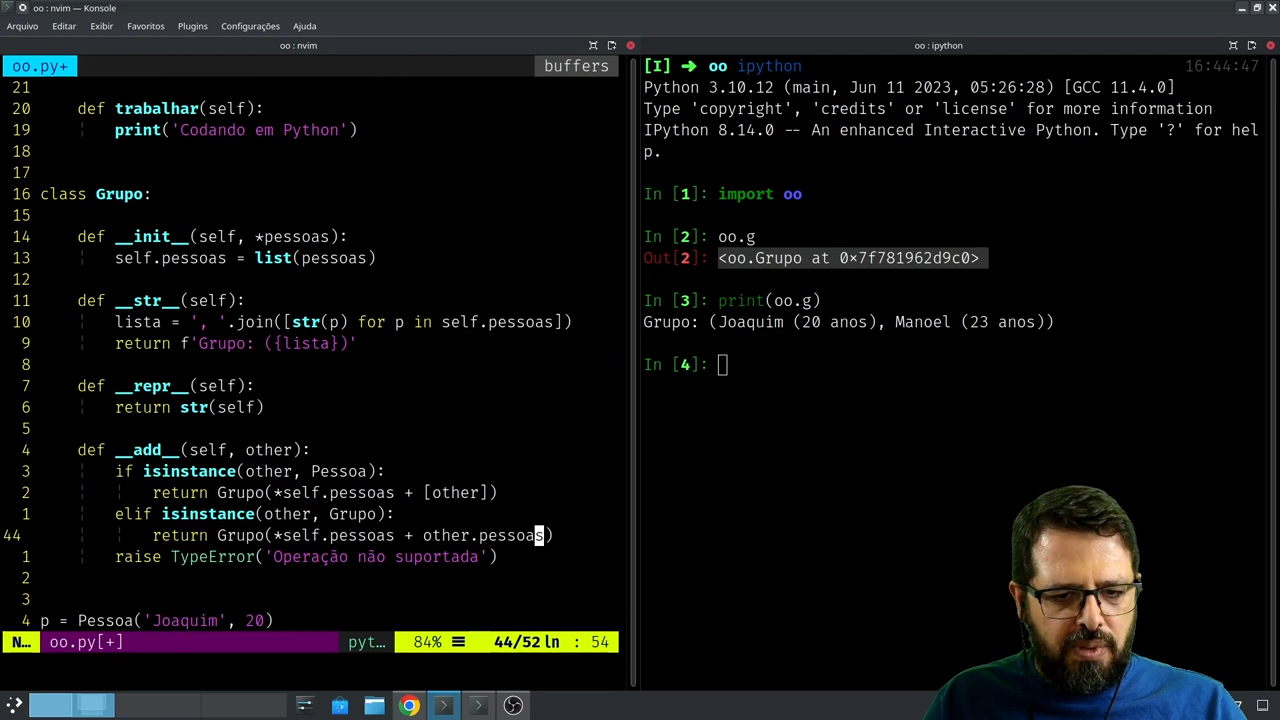 oo : nvim — Konsole
Arquivo Editar Exibir Favoritos Plugins Configurações Ajuda
oo : nvim
oo.py+ buffers
21
20 def trabalhar(self):
19 print('Codando em Python')
18
17
16 class Grupo:
15
14 def __init__(self, *pessoas):
13 self.pessoas = list(pessoas)
12
11 def __str__(self):
10 lista = ', '.join([str(p) for p in self.pessoas])
9 return f'Grupo: ({lista})'
8
7 def __repr__(self):
6 return str(self)
5
4 def __add__(self, other):
3 if isinstance(other, Pessoa):
2 return Grupo(*self.pessoas + [other])
1 elif isinstance(other, Grupo):
44 return Grupo(*self.pessoas + other.pessoas)
1 raise TypeError('Operação não suportada')
2
3
4 p = Pessoa('Joaquim', 20)
N… oo.py[+] pyt… 84% ☰ 44/52 ln : 54
oo : ipython
[I] ➜ oo ipython 16:44:47
Python 3.10.12 (main, Jun 11 2023, 05:26:28) [GCC 11.4.0]
Type 'copyright', 'credits' or 'license' for more information
IPython 8.14.0 -- An enhanced Interactive Python. Type '?' for hel
p.
In [1]: import oo
In [2]: oo.g
Out[2]: <oo.Grupo at 0×7f781962d9c0>
In [3]: print(oo.g)
Grupo: (Joaquim (20 anos), Manoel (23 anos))
In [4]: